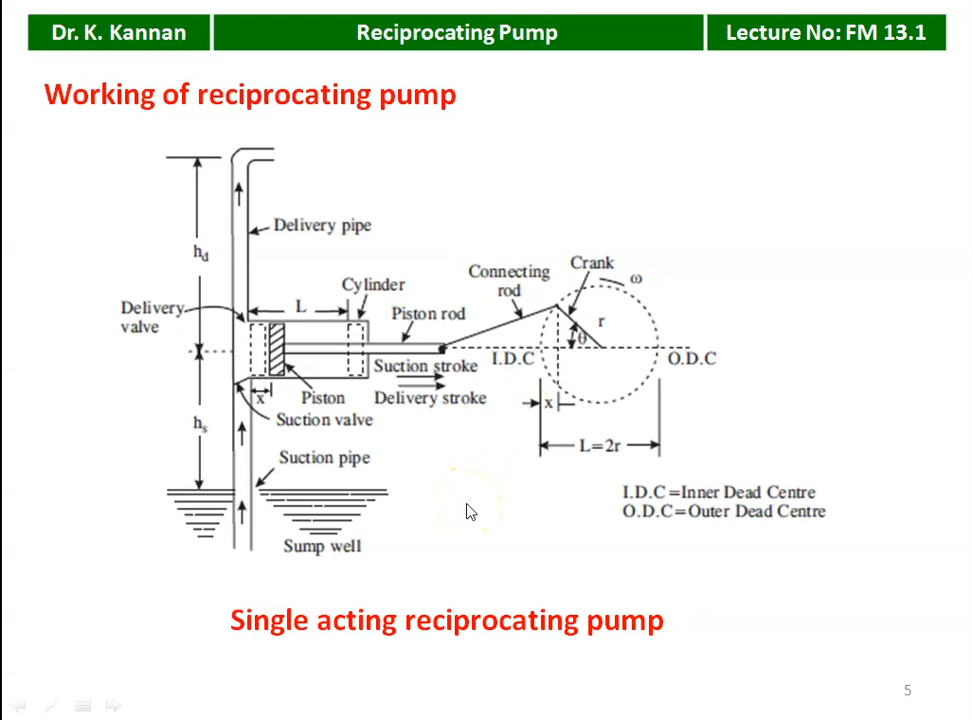 Dr. K. Kannan
Reciprocating Pump
Lecture No: FM 13.1
Working of reciprocating pump
hd
Delivery pipe
Cylinder
L
Delivery
valve
Piston rod
Connecting
rod
Crank
ω
r
θ
I.D.C
O.D.C
Suction stroke
Delivery stroke
x
Piston
Suction valve
x
L=2r
hs
Suction pipe
Sump well
I.D.C=Inner Dead Centre
O.D.C=Outer Dead Centre
Single acting reciprocating pump
5